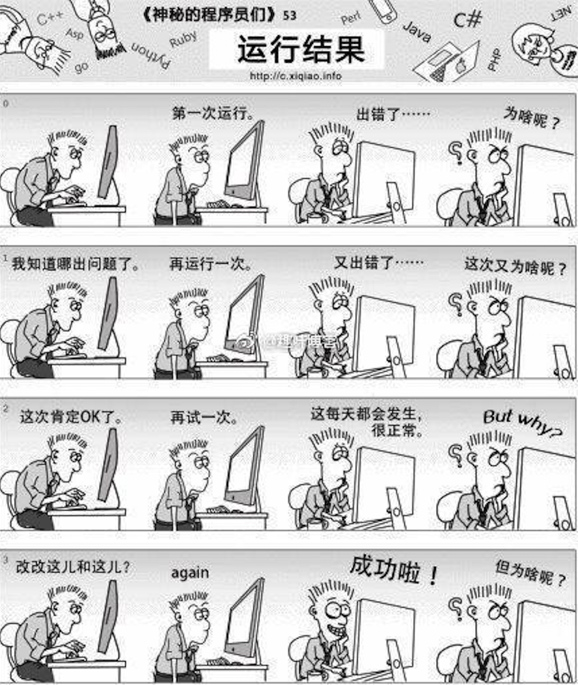 《神秘的程序员们》53
运行结果
http://c.xiqiao.info
C++
Asp
go
Python
Ruby
Perl
Java
C#
PHP
.NET
0
第一次运行。
出错了……
为啥呢？
1
我知道哪出问题了。
再运行一次。
又出错了……
这次又为啥呢？
@趣吖傅室
2
这次肯定OK了。
再试一次。
这每天都会发生，
很正常。
But why?
3
改改这儿和这儿？
again
成功啦！
但为啥呢？